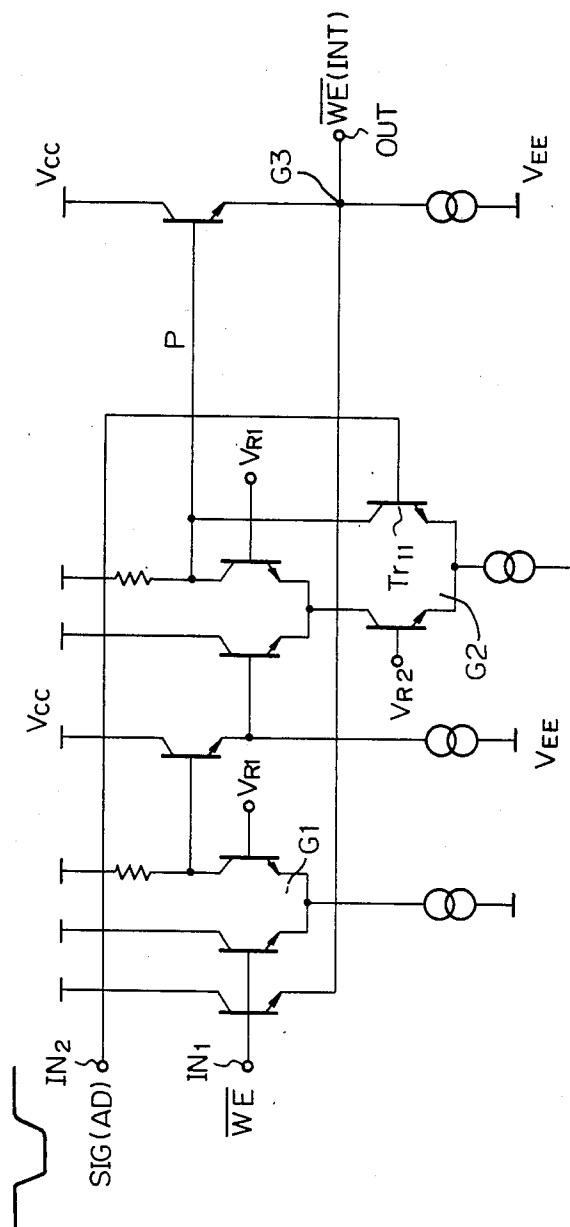 SIG(AD)
IN2
WE
IN1
VCC
VR1
G1
VEE
VR2
G2
Tr11
VR1
P
VCC
G3
WE(INT)
OUT
VEE